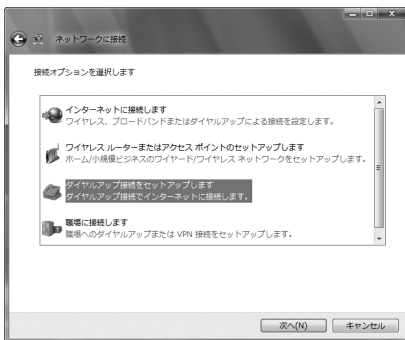 ネットワークに接続
接続オプションを選択します
インターネットに接続します
ワイヤレス、ブロードバンドまたはダイヤルアップによる接続を設定します。
ワイヤレス ルーターまたはアクセス ポイントのセットアップします
ホーム/小規模ビジネスのワイヤード/ワイヤレス ネットワークをセットアップします。
ダイヤルアップ接続をセットアップします
ダイヤルアップ接続でインターネットに接続します。
職場に接続します
職場へのダイヤルアップまたは VPN 接続をセットアップします。
次へ(N)
キャンセル